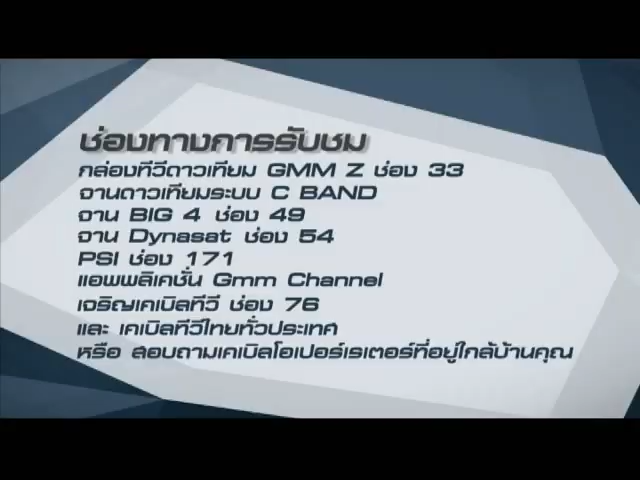 ช่องทางการรับชม
กล่องทีวีดาวเทียม GMM Z ช่อง 33
จานดาวเทียมระบบ C BAND
จาน BIG 4 ช่อง 49
จาน Dynasat ช่อง 54
PSI ช่อง 171
แอพพลิเคชั่น Gmm Channel
เจริญเคเบิลทีวี ช่อง 76
และ เคเบิลทีวีไทยทั่วประเทศ
หรือ สอบถามเคเบิลโอเปอร์เรเตอร์ที่อยู่ใกล้บ้านคุณ